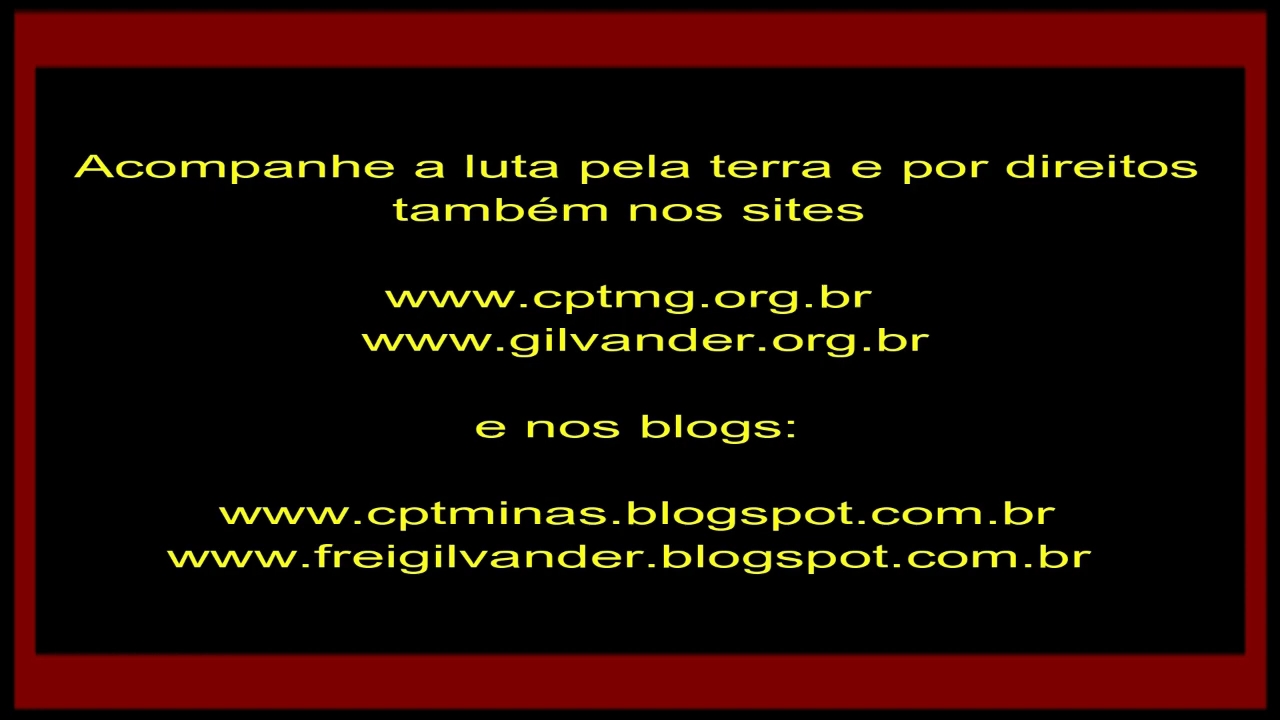 Acompanhe a luta pela terra e por direitos
também nos sites
www.cptmg.org.br
www.gilvander.org.br
e nos blogs:
www.cptminas.blogspot.com.br
www.freigilvander.blogspot.com.br